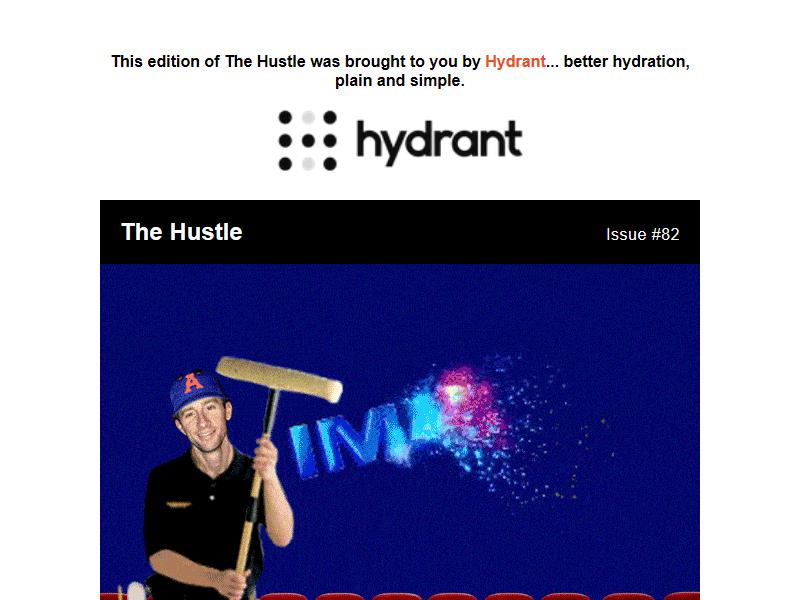 This edition of The Hustle was brought to you by Hydrant... better hydration,
plain and simple.
hydrant
The Hustle
Issue #82
A